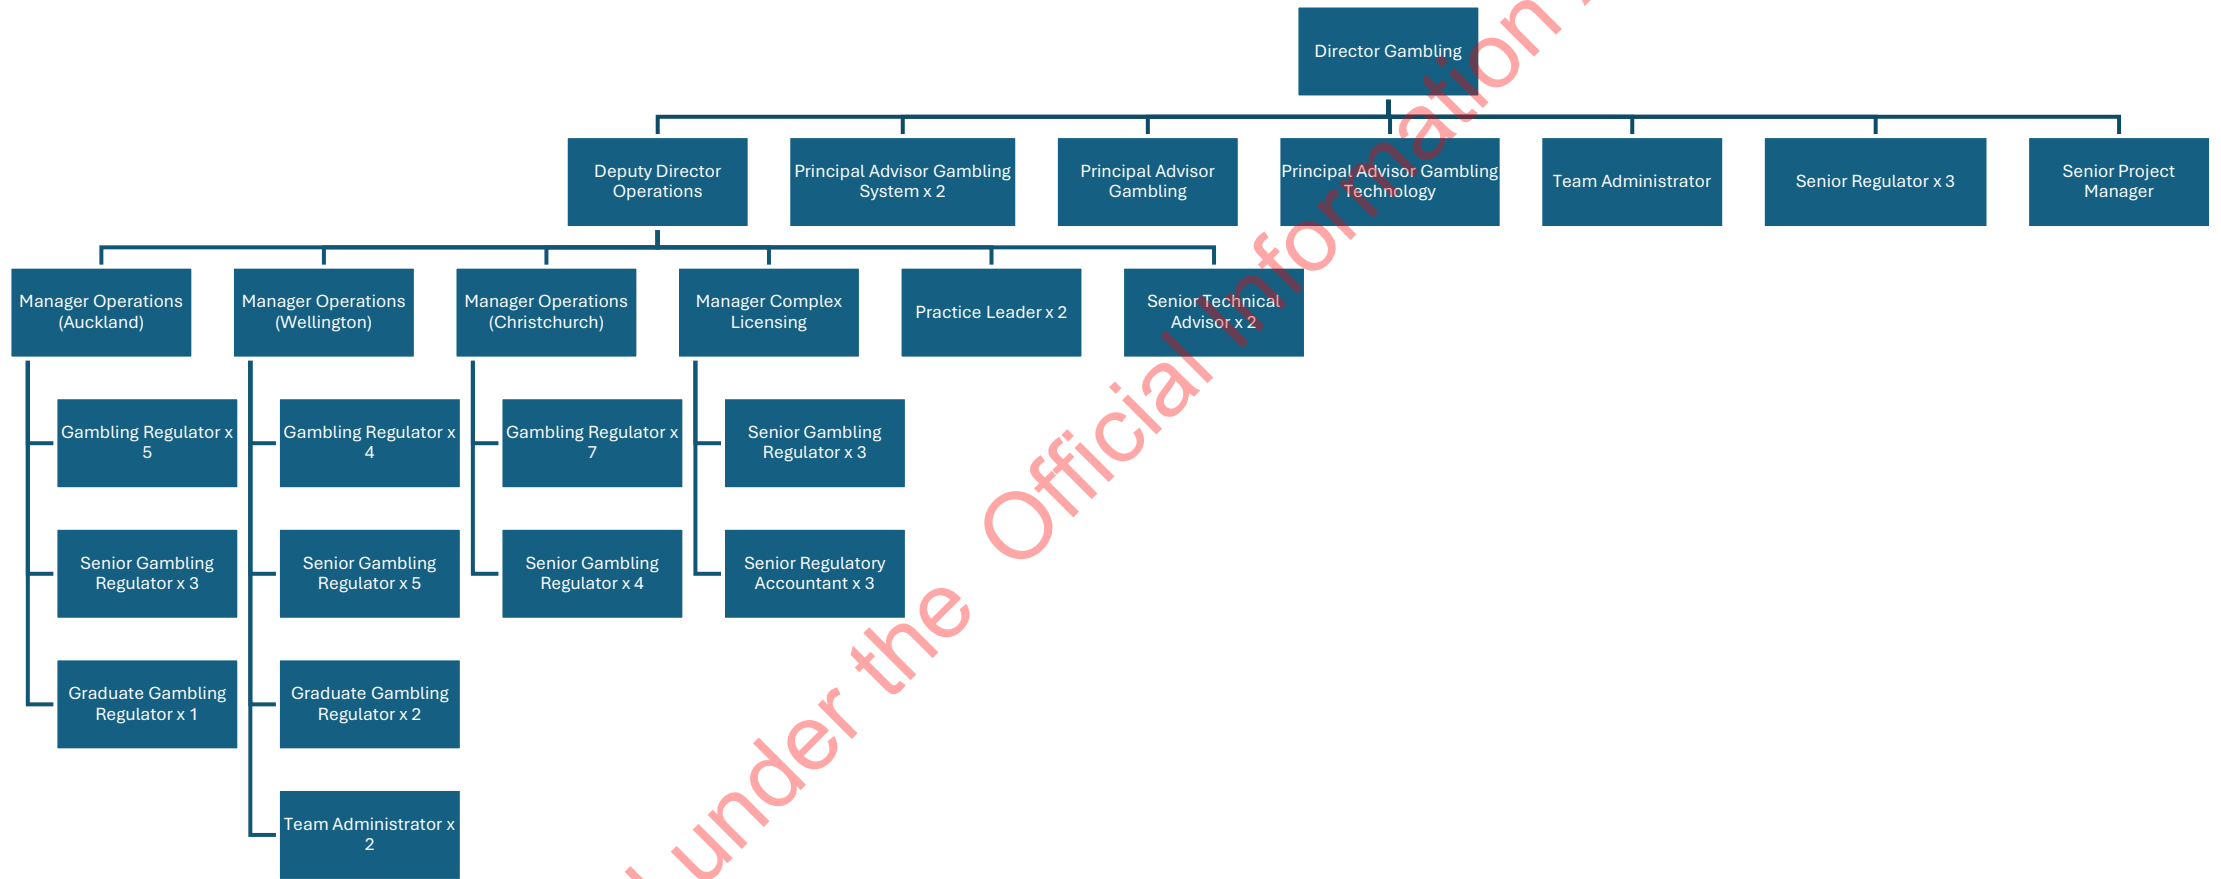 Director Gambling
Deputy Director
Operations
Principal Advisor Gambling
System x 2
Principal Advisor
Gambling
Principal Advisor Gambling
Technology
Team Administrator
Senior Regulator x 3
Senior Project
Manager
Manager Operations
(Auckland)
Manager Operations
(Wellington)
Manager Operations
(Christchurch)
Manager Complex
Licensing
Practice Leader x 2
Senior Technical
Advisor x 2
Gambling Regulator x
5
Gambling Regulator x
4
Gambling Regulator x
7
Senior Gambling
Regulator x 3
Senior Gambling
Regulator x 3
Senior Gambling
Regulator x 5
Senior Gambling
Regulator x 4
Senior Regulatory
Accountant x 3
Graduate Gambling
Regulator x 1
Graduate Gambling
Regulator x 2
Team Administrator x
2
under the Official Information